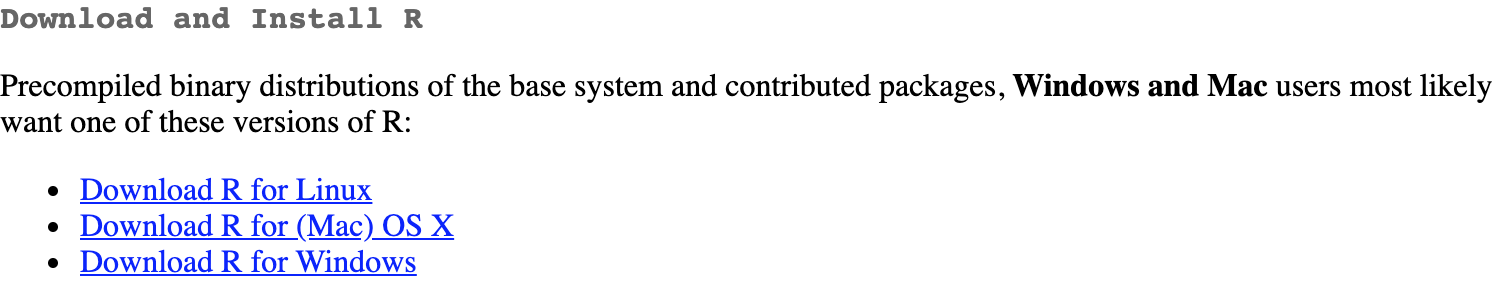 Download and Install R
Precompiled binary distributions of the base system and contributed packages, Windows and Mac users most likely
want one of these versions of R:
• Download R for Linux
• Download R for (Mac) OS X
• Download R for Windows